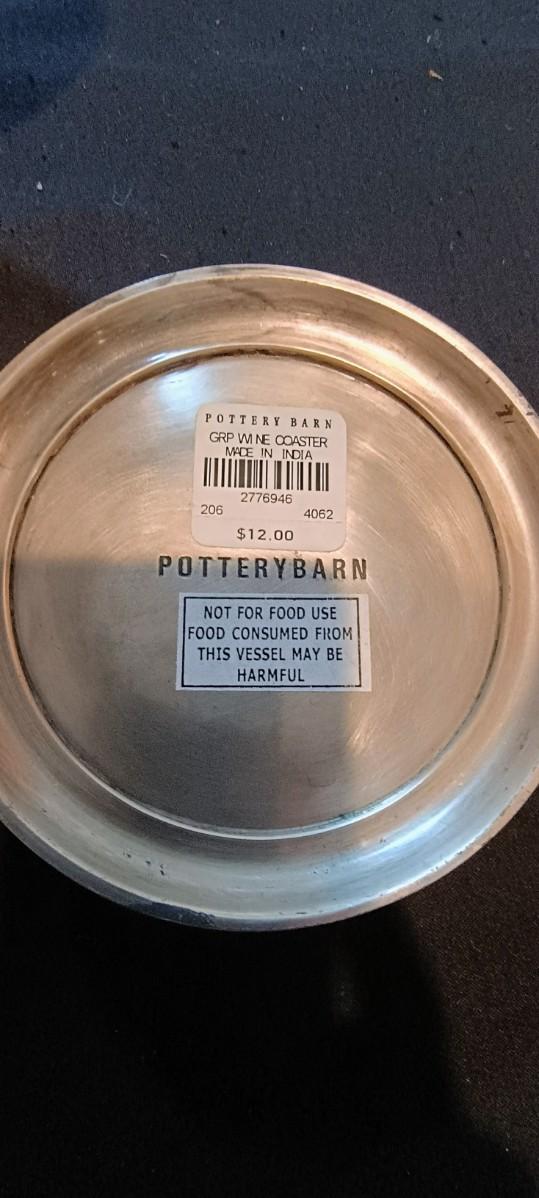 POTTERY BARN
GRP WINE COASTER
MADE IN INDIA
2776946
206 4062
$12.00
POTTERYBARN
NOT FOR FOOD USE
FOOD CONSUMED FROM
THIS VESSEL MAY BE
HARMFUL